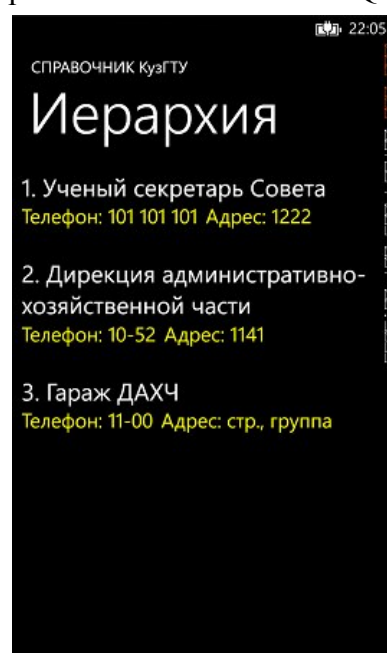 22:05
СПРАВОЧНИК КузГТУ
Иерархия
1. Ученый секретарь Совета
Телефон: 101 101 101 Адрес: 1222
2. Дирекция административно-
хозяйственной части
Телефон: 10-52 Адрес: 1141
3. Гараж ДАХЧ
Телефон: 11-00 Адрес: стр., группа